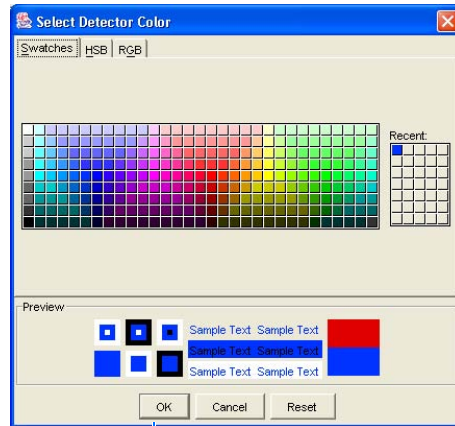 Select Detector Color
Swatches HSB RGB
Recent:
Preview
Sample Text Sample Text
Sample Text Sample Text
Sample Text Sample Text
OK Cancel Reset